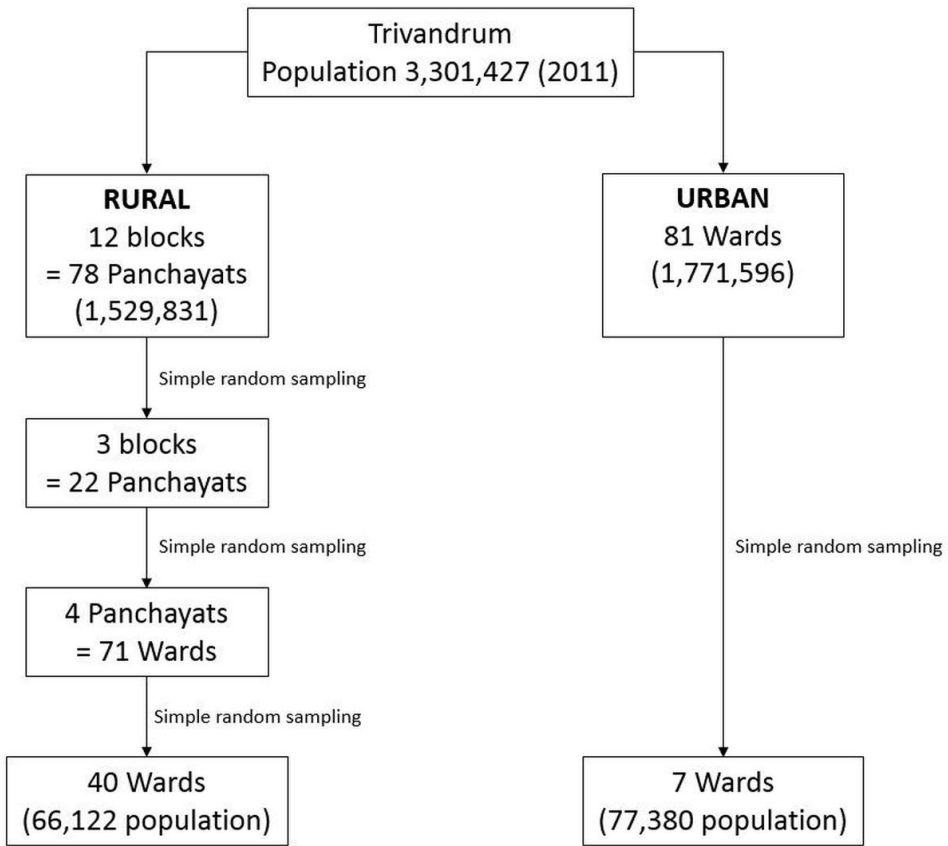 Trivandrum
Population 3,301,427 (2011)
RURAL
12 blocks
= 78 Panchayats
(1,529,831)
URBAN
81 Wards
(1,771,596)
Simple random sampling
3 blocks
= 22 Panchayats
Simple random sampling
Simple random sampling
4 Panchayats
= 71 Wards
Simple random sampling
40 Wards
(66,122 population)
7 Wards
(77,380 population)